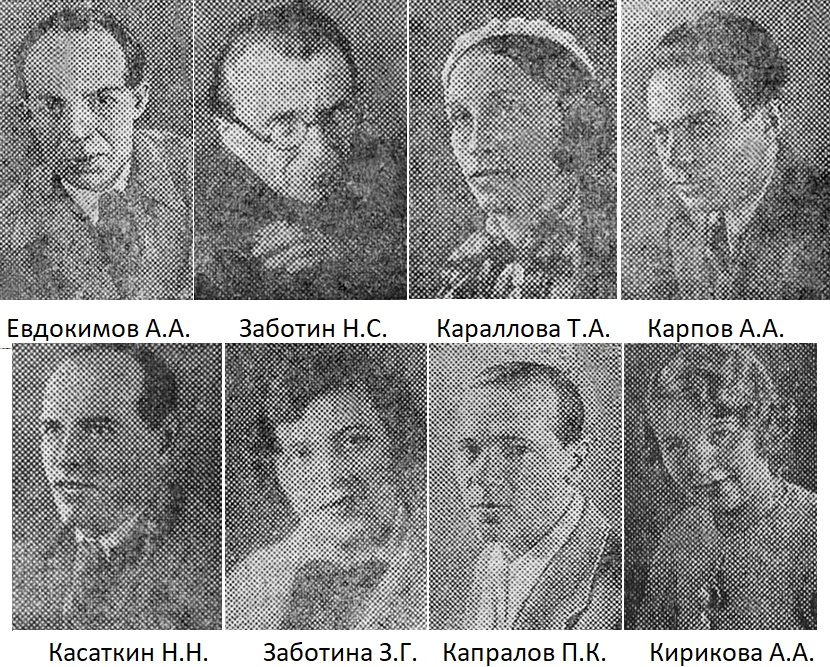 Евдокимов А.А. Заботин Н.С. Караллова Т.А. Карпов А.А.
Касаткин Н.Н. Заботина З.Г. Капралов П.К. Кирикова А.А.